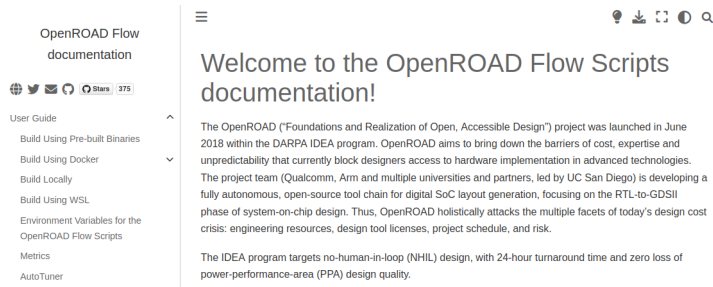 OpenROAD Flow
documentation
Stars 375
User Guide
Build Using Pre-built Binaries
Build Using Docker
Build Locally
Build Using WSL
Environment Variables for the
OpenROAD Flow Scripts
Metrics
AutoTuner
Welcome to the OpenROAD Flow Scripts
documentation!
The OpenROAD (“Foundations and Realization of Open, Accessible Design”) project was launched in June
2018 within the DARPA IDEA program. OpenROAD aims to bring down the barriers of cost, expertise and
unpredictability that currently block designers access to hardware implementation in advanced technologies.
The project team (Qualcomm, Arm and multiple universities and partners, led by UC San Diego) is developing a
fully autonomous, open-source tool chain for digital SoC layout generation, focusing on the RTL-to-GDSII
phase of system-on-chip design. Thus, OpenROAD holistically attacks the multiple facets of today’s design cost
crisis: engineering resources, design tool licenses, project schedule, and risk.
The IDEA program targets no-human-in-loop (NHIL) design, with 24-hour turnaround time and zero loss of
power-performance-area (PPA) design quality.